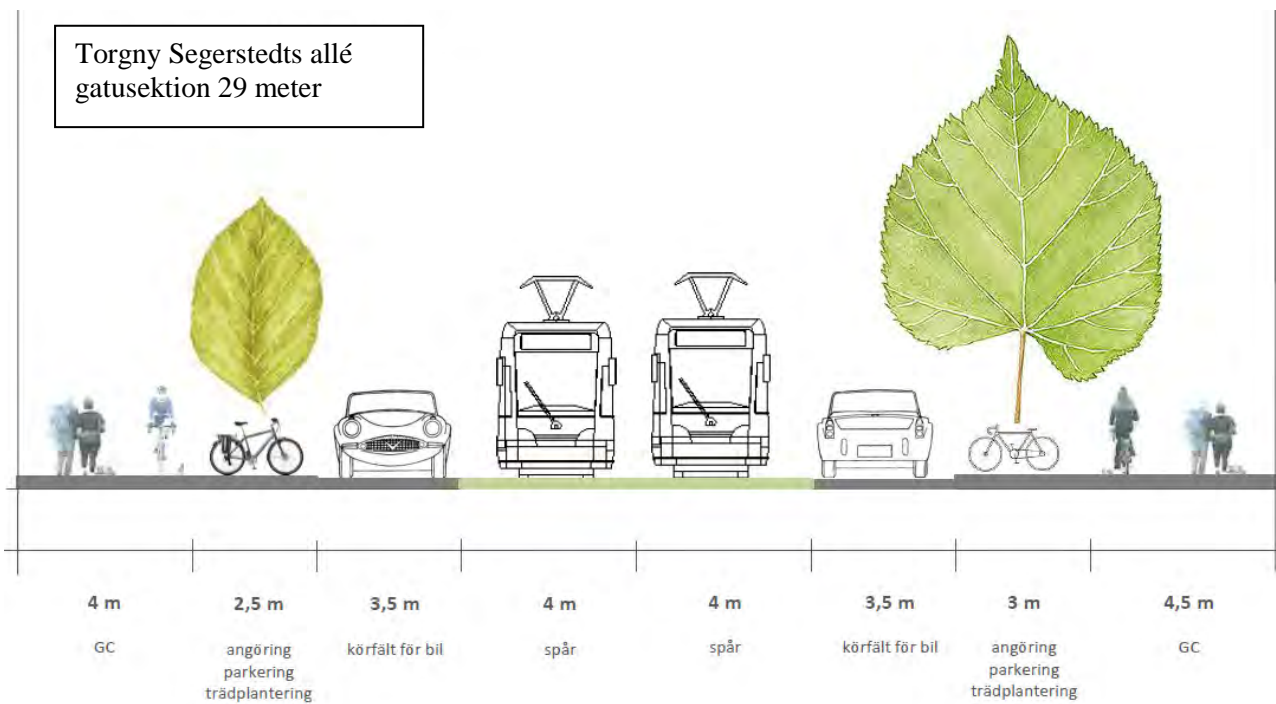 Torgny Segerstedts allé
gatusektion 29 meter
4 m
2,5 m
3,5 m
4 m
4 m
3,5 m
3 m
4,5 m
GC
angöring
parkering
trädplantering
körfält för bil
spår
spår
körfält för bil
angöring
parkering
trädplantering
GC